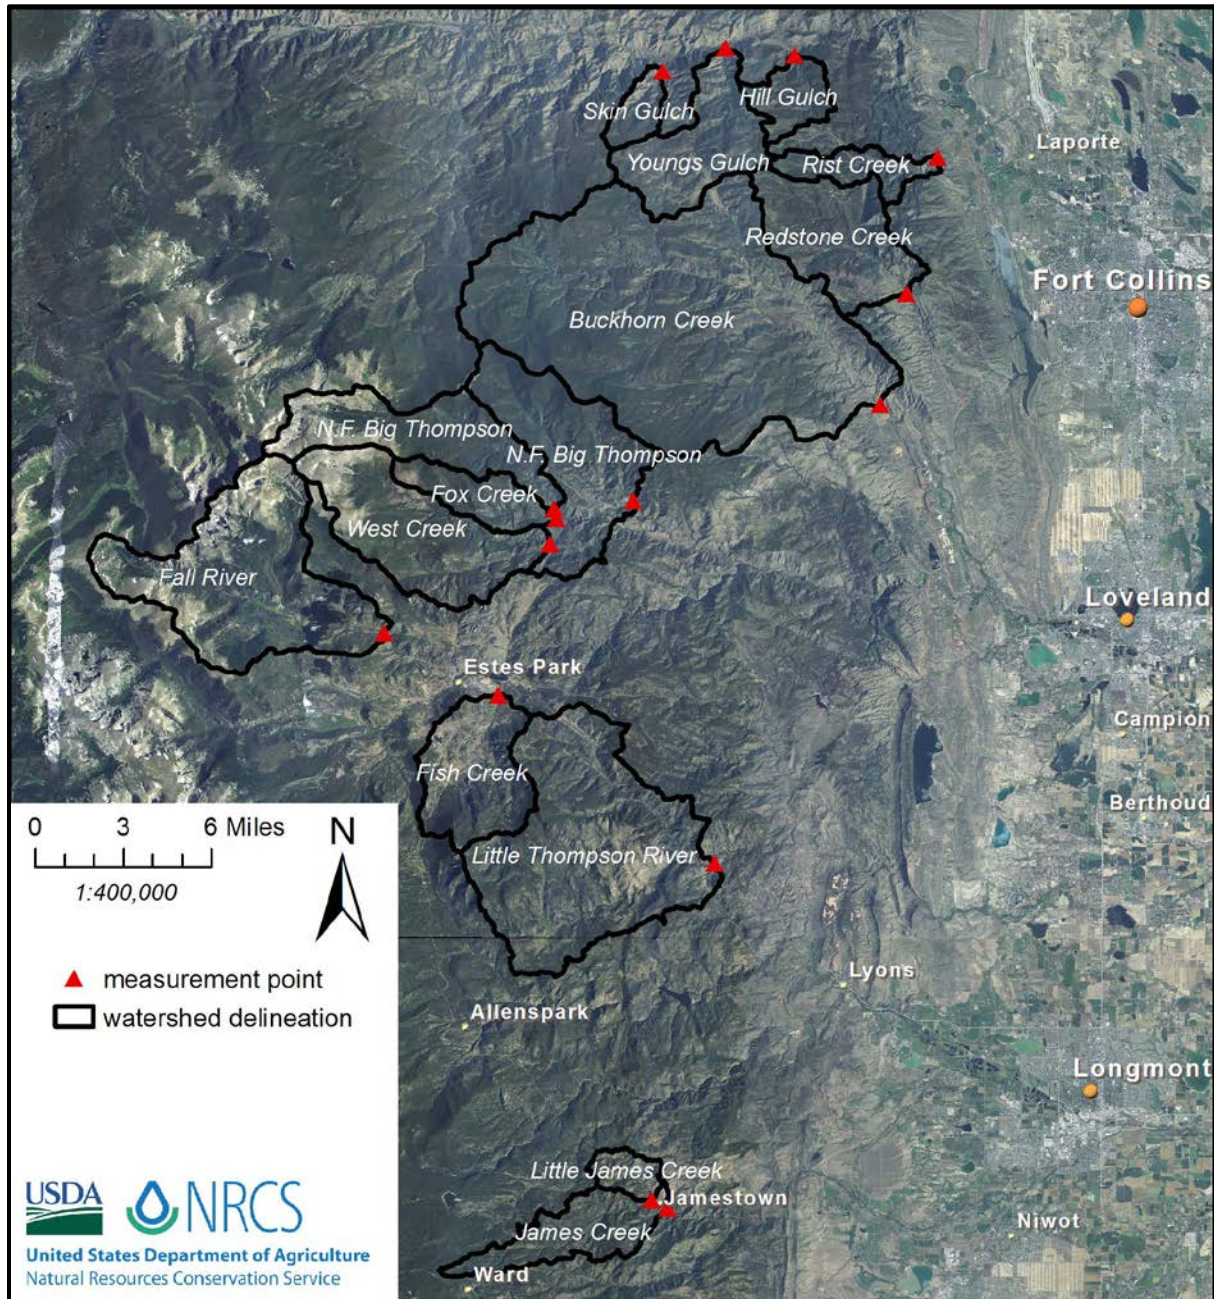 Skin Gulch
Hill Gulch
Youngs Gulch
Rist Creek
Laporte
Redstone Creek
Fort Collins
Buckhorn Creek
N.F. Big Thompson
N.F. Big Thompson
Fox Creek
West Creek
Fall River
Loveland
Estes Park
Campion
Fish Creek
Berthoud
Little Thompson River
0 3 6 Miles
1:400,000
N
measurement point
watershed delineation
Lyons
Allenspark
Longmont
Little James Creek
Jamestown
James Creek
Niwot
Ward
USDA NRCS
United States Department of Agriculture
Natural Resources Conservation Service